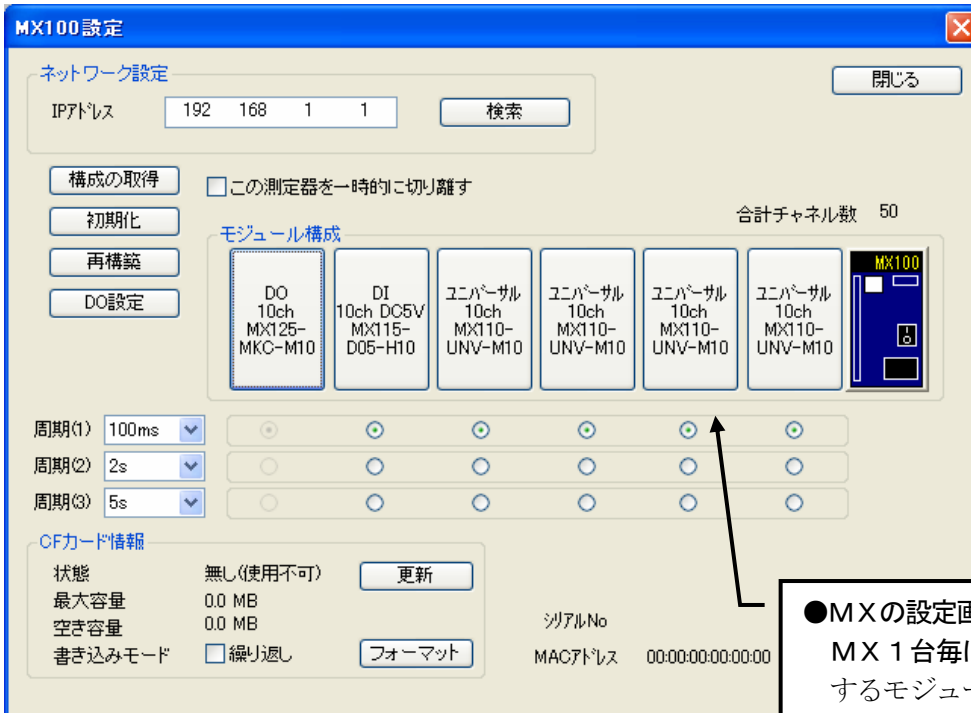 MX100設定
ネットワーク設定
IPアドレス 192 168 1 1 検索
閉じる
構成の取得
この測定器を一時的に切り離す
初期化
合計チャネル数 50
再構築
DO設定
モジュール構成
DO 10ch MX125-MKC-M10
DI 10ch DC5V MX115-D05-H10
ユニバーサル 10ch MX110-UNV-M10
ユニバーサル 10ch MX110-UNV-M10
ユニバーサル 10ch MX110-UNV-M10
ユニバーサル 10ch MX110-UNV-M10
MX100
周期(1) 100ms
周期(2) 2s
周期(3) 5s
CFカード情報
状態 無し(使用不可) 更新
最大容量 0.0 MB
空き容量 0.0 MB
書き込みモード 繰り返し フォーマット
シリアルNo
MACアドレス 00:00:00:00:00:00
●MXの設定画
MX1台毎に
するモジュー